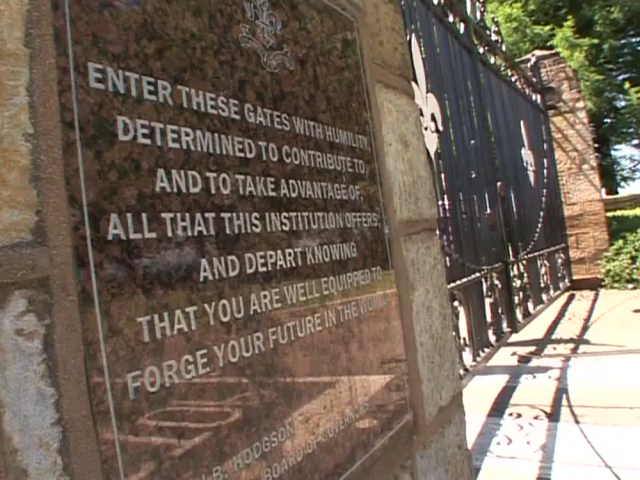 ENTER THESE GATES WITH HUMILITY,
DETERMINED TO CONTRIBUTE TO,
AND TO TAKE ADVANTAGE OF,
ALL THAT THIS INSTITUTION OFFERS;
AND DEPART KNOWING
THAT YOU ARE WELL EQUIPPED TO
FORGE YOUR FUTURE IN THE WORLD
B. HODGSON
BOARD OF GOVERNORS